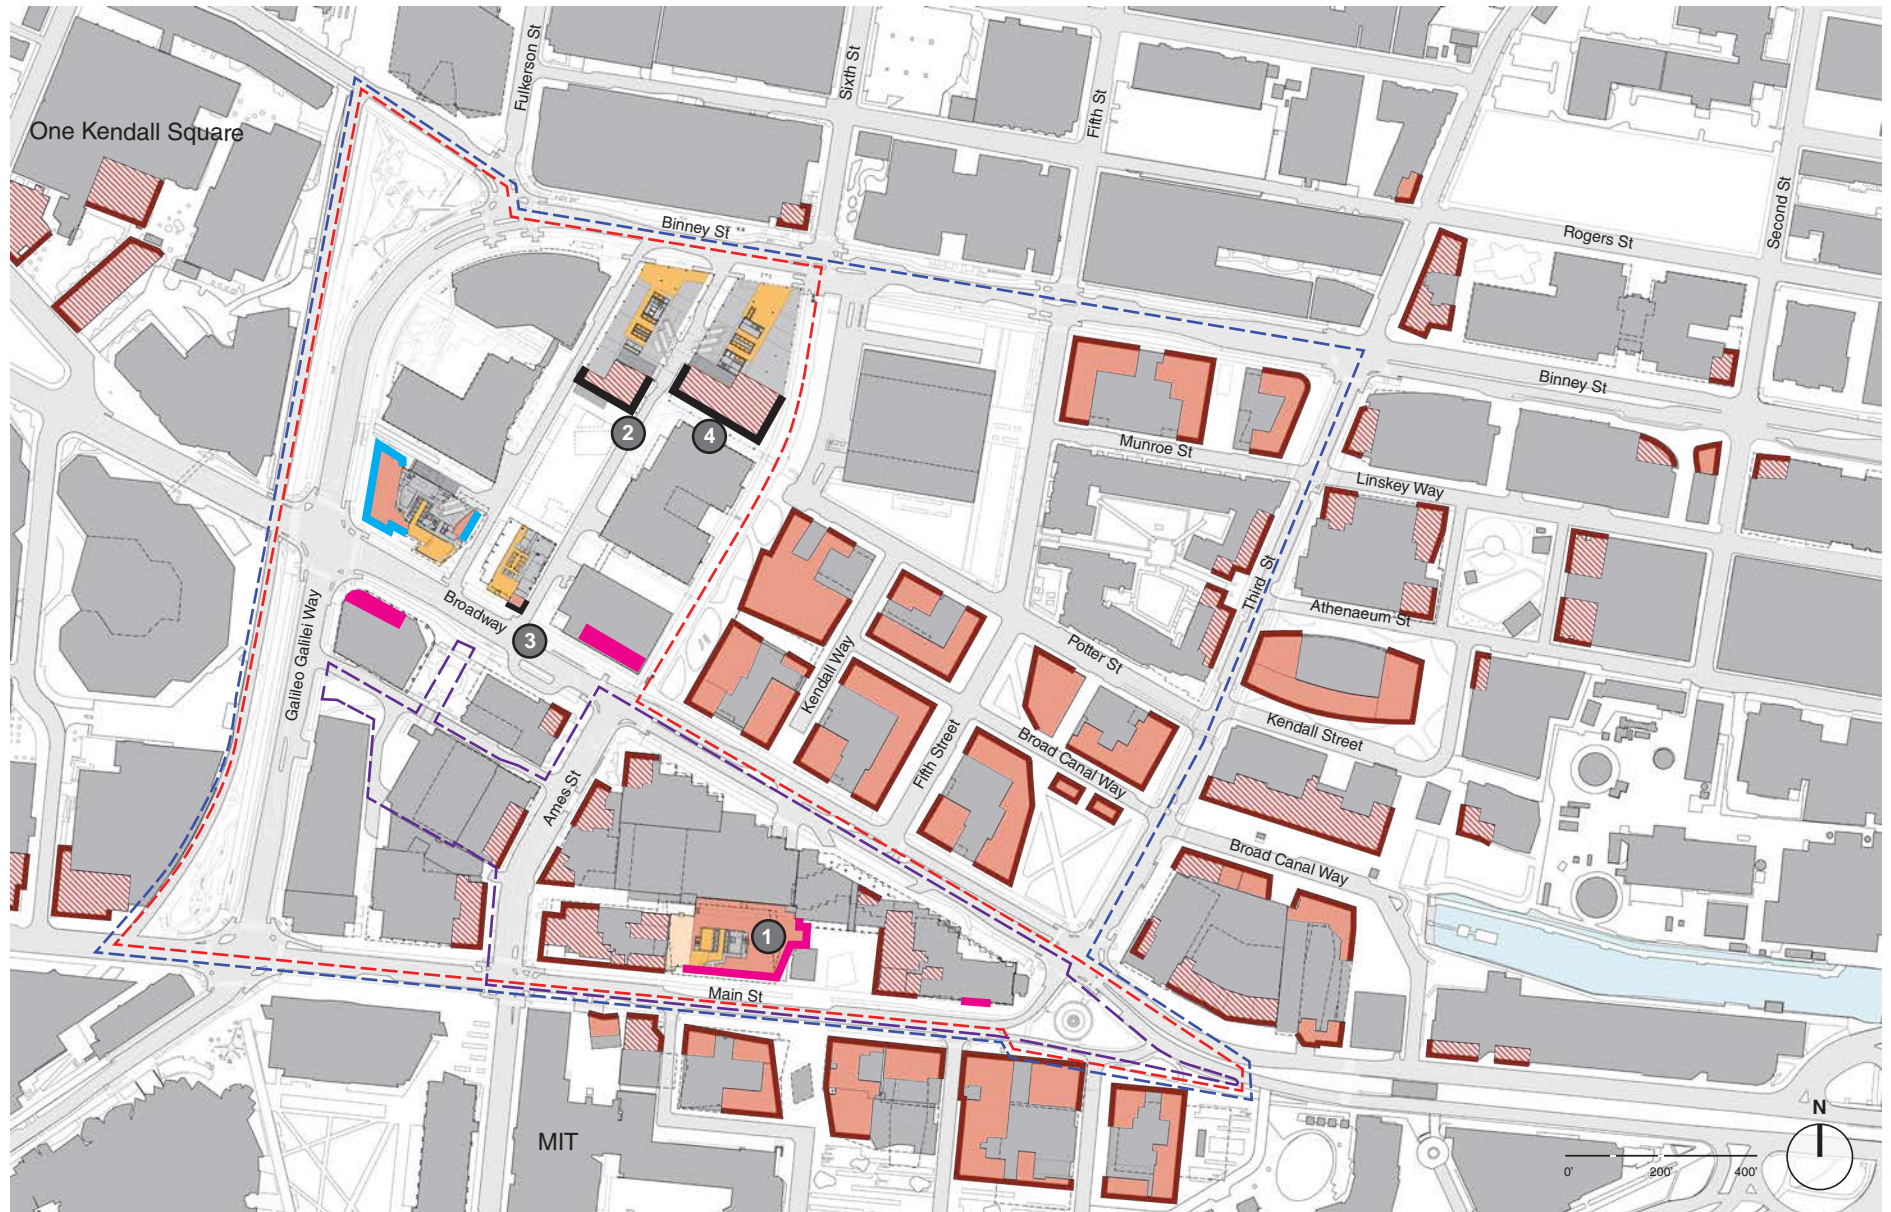 Fulkerson St
Sixth St
Fifth St
One Kendall Square
Second St
Binney St **
Rogers St
Binney St
2
4
Munroe St
Linskey Way
Third St
Athenaeum St
Broadway
3
Galileo Galilei Way
Kendall Way
Potter St
Kendall Street
Fifth Street
Broad Canal Way
Ames St
Broad Canal Way
1
Main St
MIT
N
0'
200'
400'